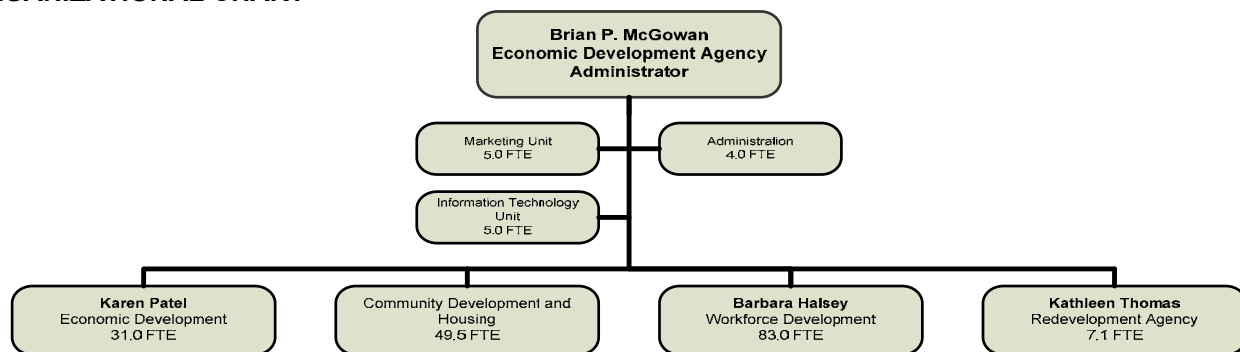 Brian P. McGowan
Economic Development Agency
Administrator
Marketing Unit
5.0 FTE
Administration
4.0 FTE
Information Technology
Unit
5.0 FTE
Karen Patel
Economic Development
31.0 FTE
Community Development and
Housing
49.5 FTE
Barbara Halsey
Workforce Development
83.0 FTE
Kathleen Thomas
Redevelopment Agency
7.1 FTE